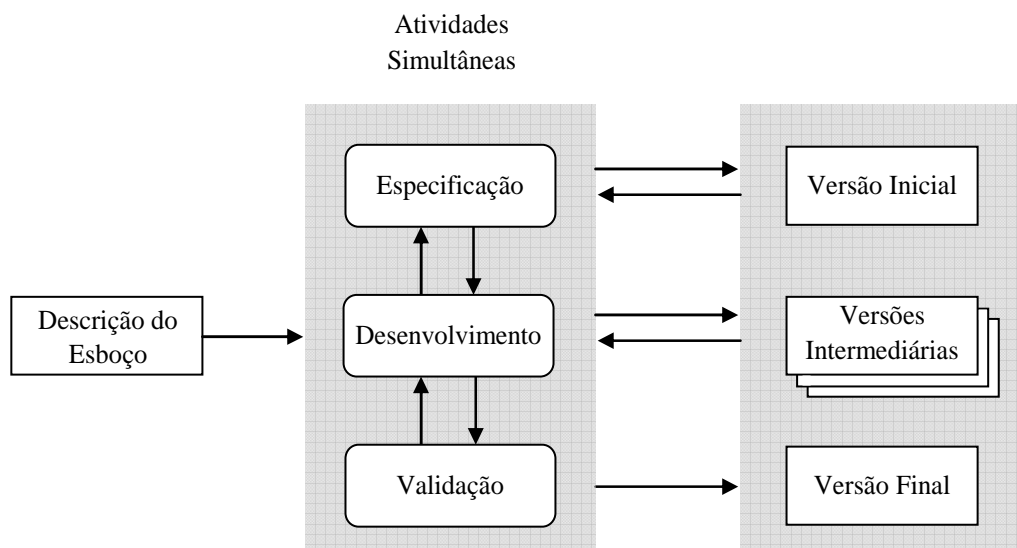 Atividades
Simultâneas
Especificação
Versão Inicial
Descrição do
Esboço
Desenvolvimento
Versões
Intermediárias
Validação
Versão Final